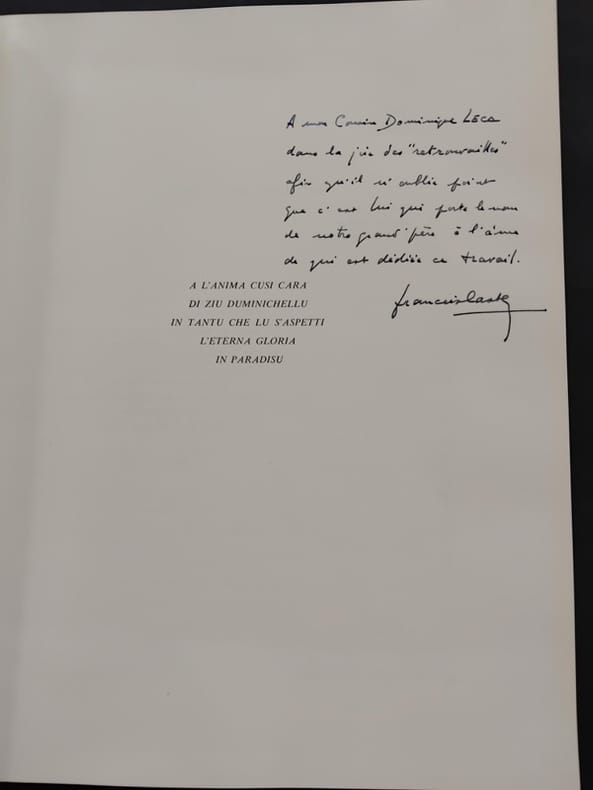 A mon Cousin Dominique LECA
dans la joie des "retrouvailles"
afin qu'il n'oublie point
que c'est lui qui porte le nom
de notre grand'père à l'âme
de qui est dédiée ce travail.
A L'ANIMA CUSI CARA
DI ZIU DUMINICHELLU
IN TANTU CHE LU S'ASPETTI
L'ETERNA GLORIA
IN PARADISU